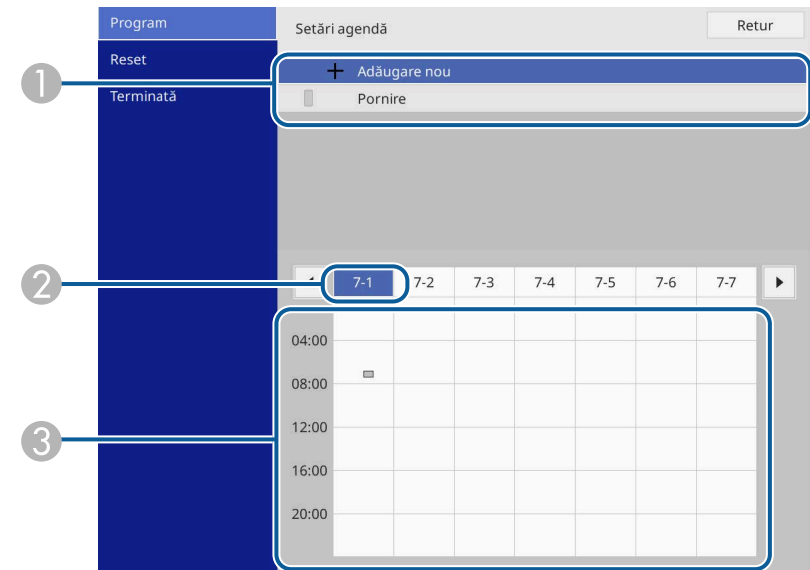 Program
Setări agendă
Retur
Reset
1
+ Adăugare nou
Terminată
Pornire
2
7-1 7-2 7-3 7-4 7-5 7-6 7-7
04:00
08:00
12:00
3
16:00
20:00